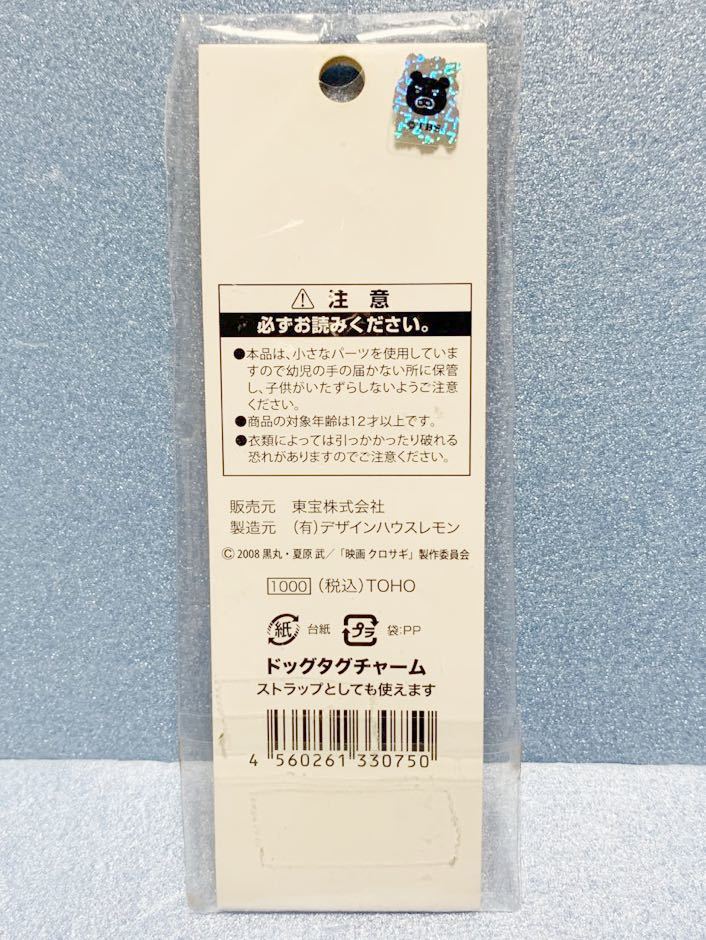 ©TBS
⚠ 注 意
必ずお読みください。
●本品は、小さなパーツを使用していま
すので幼児の手の届かない所に保管
し、子供がいたずらしないようご注意
ください。
●商品の対象年齢は12才以上です。
●衣類によっては引っかかったり破れる
恐れがありますのでご注意ください。
販売元 東宝株式会社
製造元 (有)デザインハウスレモン
© 2008 黒丸・夏原 武/「映画 クロサギ」製作委員会
1000 (税込)TOHO
紙 台紙 プラ 袋:PP
ドッグタグチャーム
ストラップとしても使えます
4 560261 330750